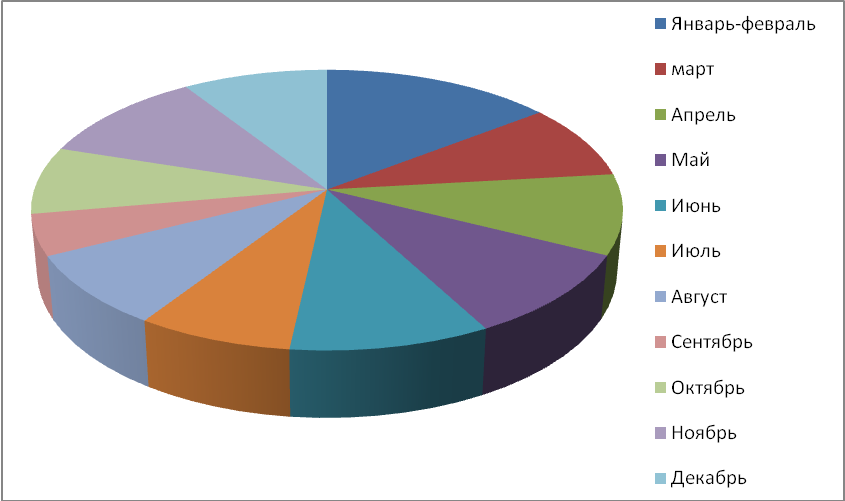 Январь-февраль
март
Апрель
Май
Июнь
Июль
Август
Сентябрь
Октябрь
Ноябрь
Декабрь